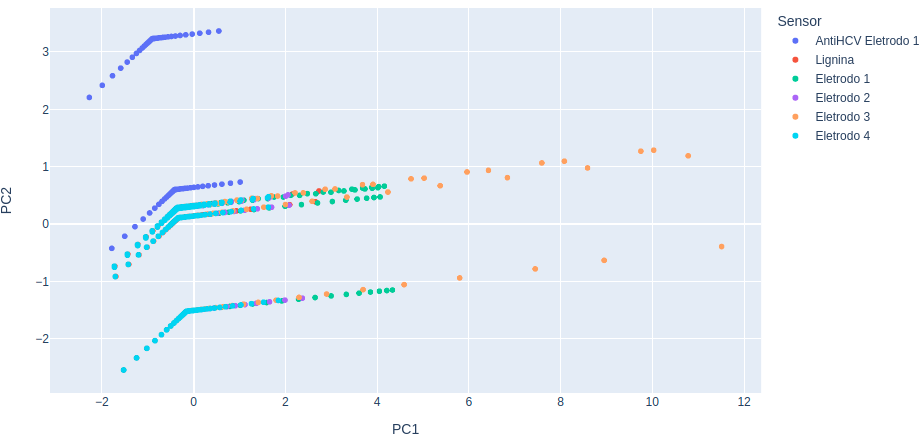 Sensor
AntiHCV Eletrodo 1
Lignina
Eletrodo 1
Eletrodo 2
Eletrodo 3
Eletrodo 4
3
2
1
0
−1
−2
PC2
−2 0 2 4 6 8 10 12
PC1